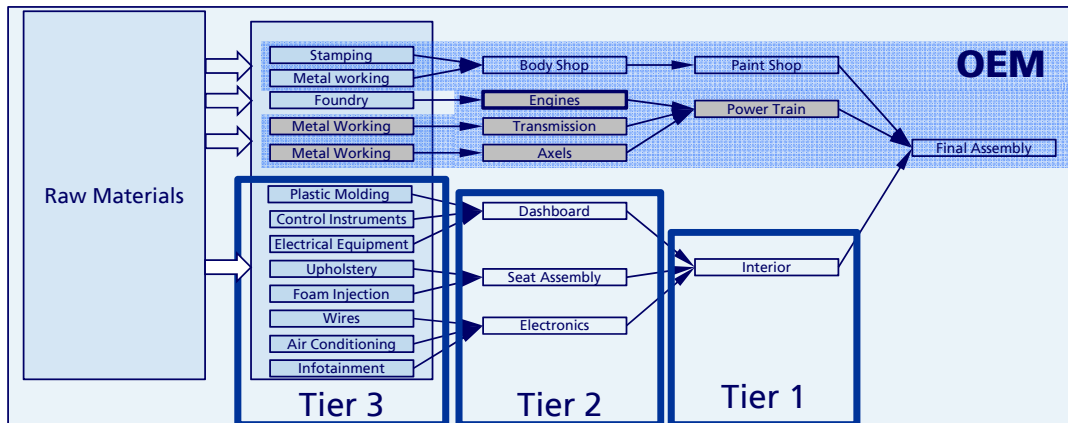 Raw Materials
Stamping
Metal working
Foundry
Metal Working
Metal Working
Plastic Molding
Control Instruments
Electrical Equipment
Upholstery
Foam Injection
Wires
Air Conditioning
Infotainment
Tier 3
Body Shop
Engines
Transmission
Axels
Dashboard
Seat Assembly
Electronics
Tier 2
Paint Shop
Power Train
Interior
Tier 1
OEM
Final Assembly